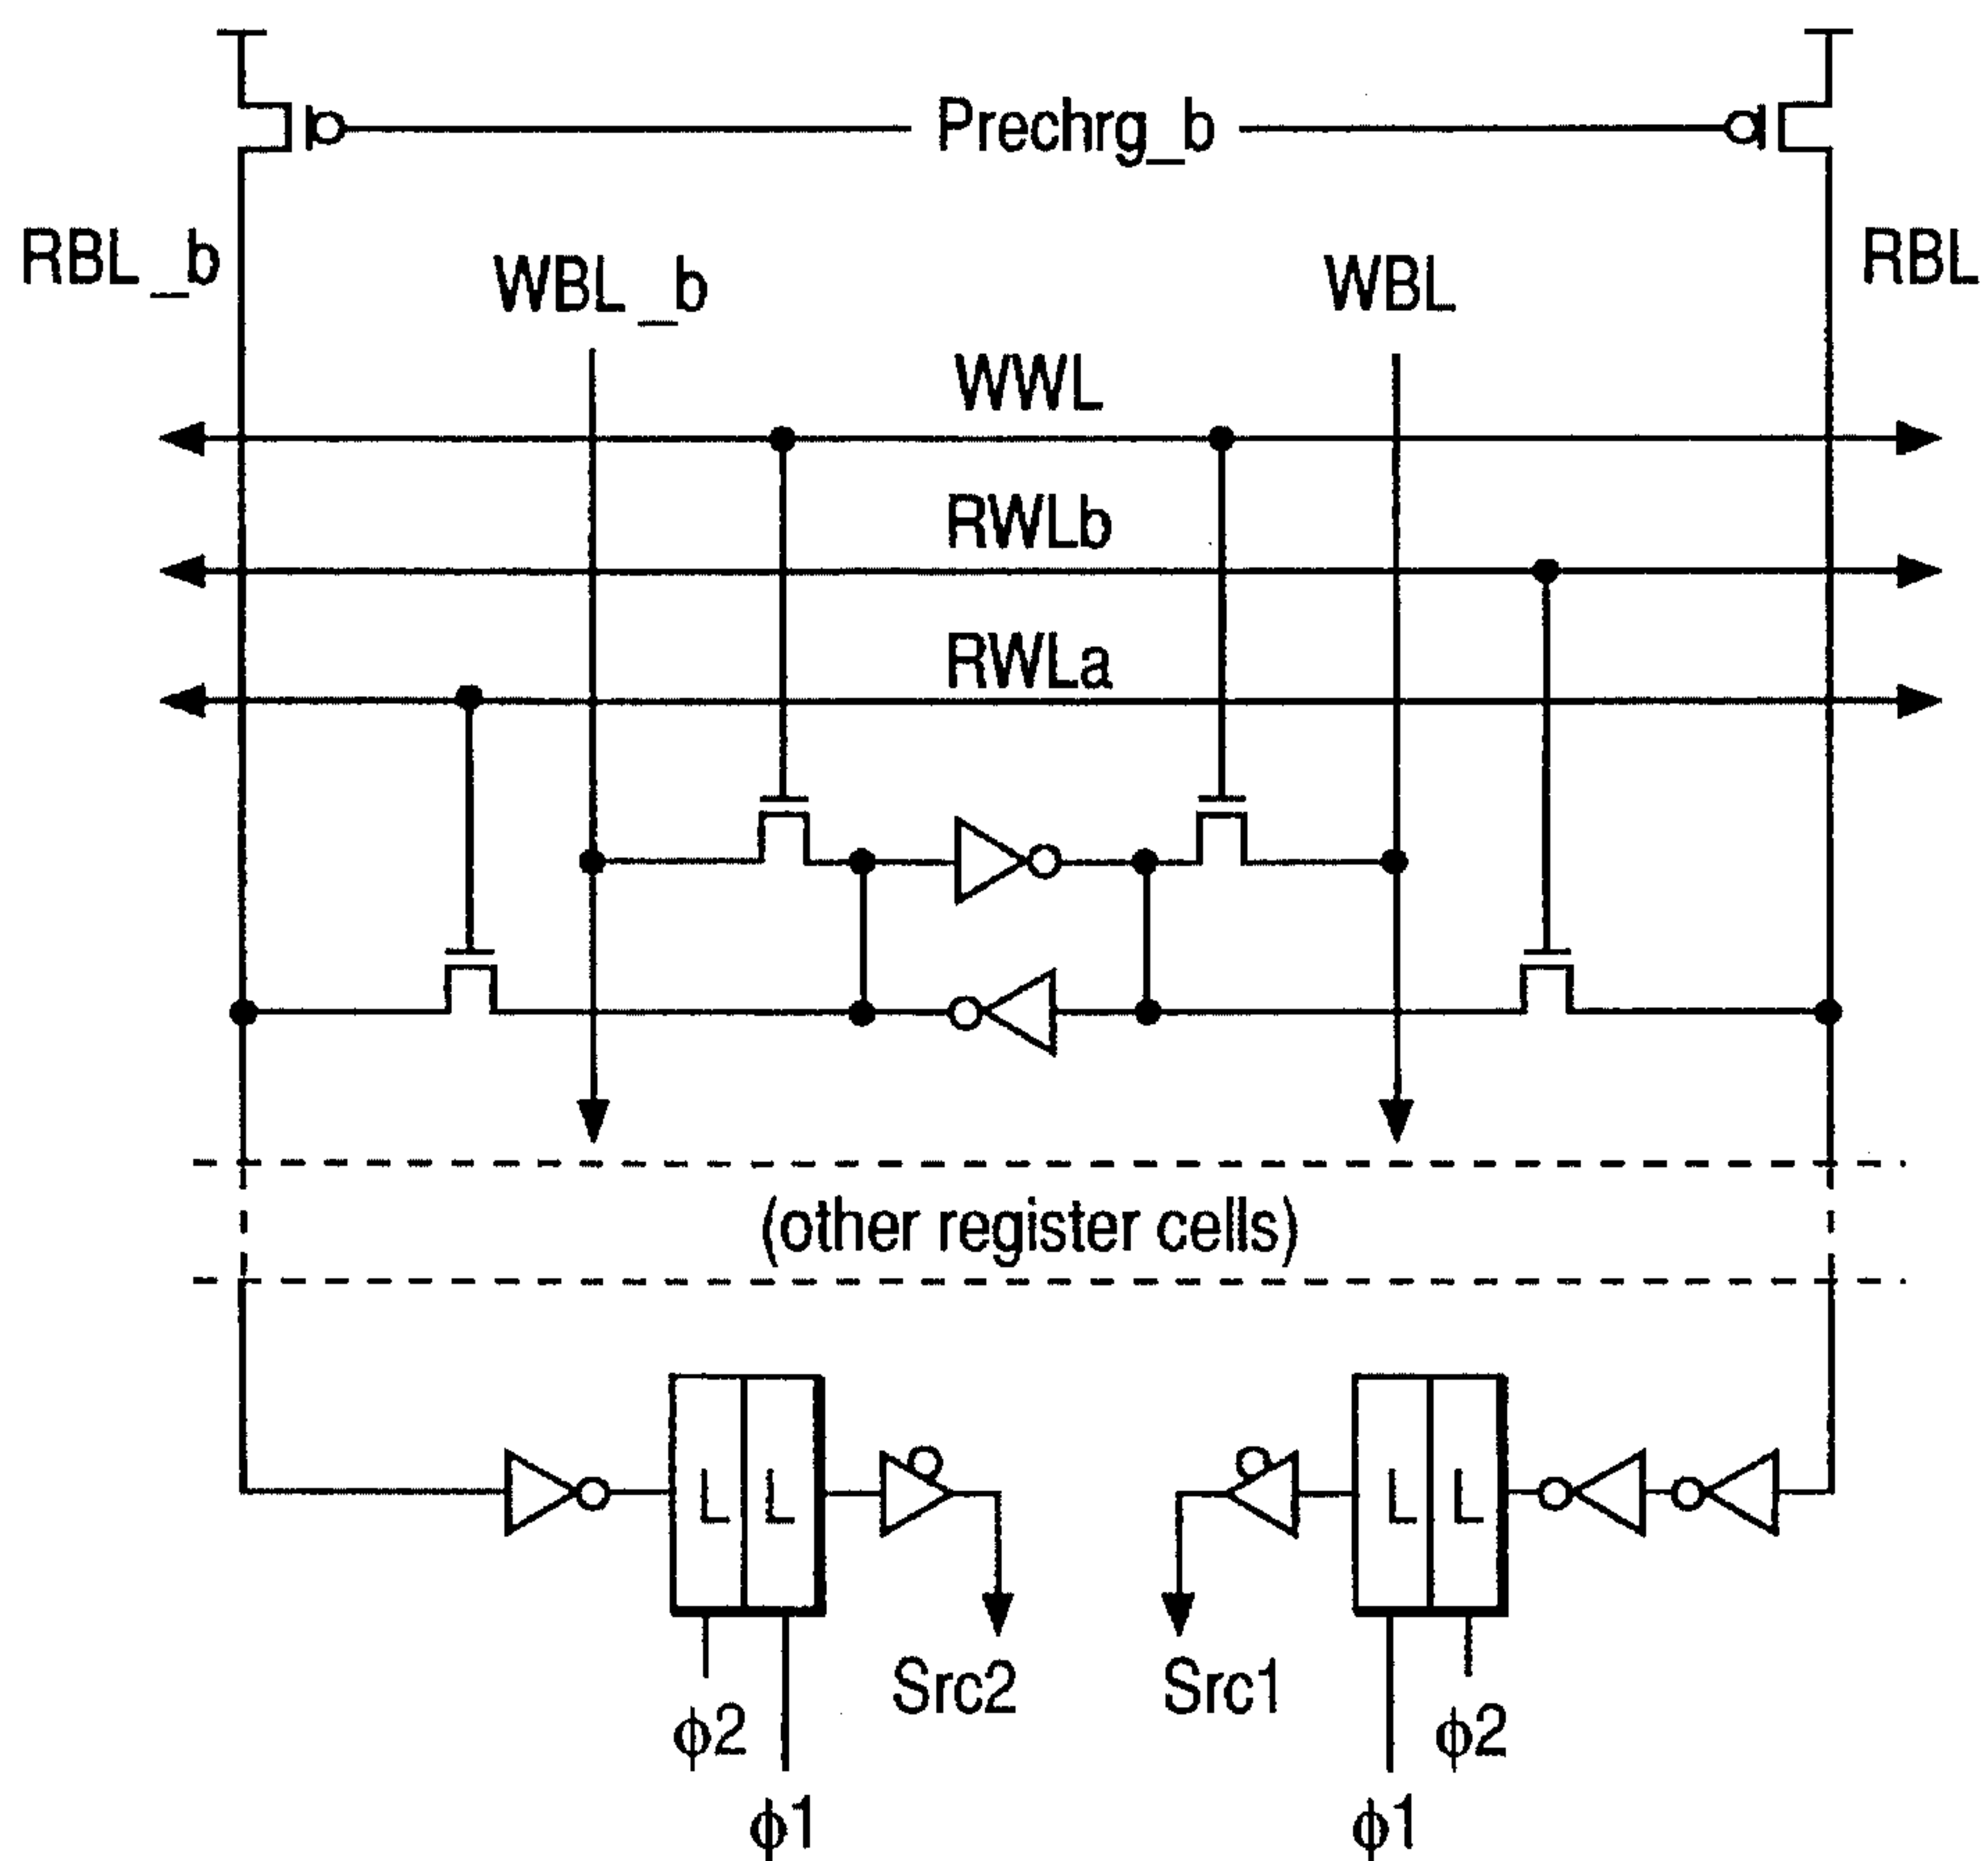 Prechrg_b
RBL_b
WBL_b
WBL
RBL
WWL
RWLb
RWLa
(other register cells)
L L
L L
Src2
Src1
ϕ2
ϕ2
ϕ1
ϕ1